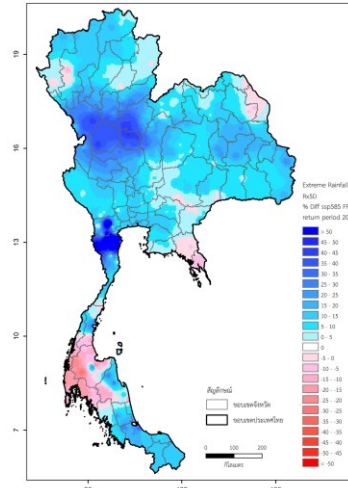 19
16
13
10
7
Extreme Rainfall
Rx5D
% Diff ssp585 FF
return period 20
> 50
45 - 50
40 - 45
35 - 40
30 - 35
25 - 30
20 - 25
15 - 20
10 - 15
5 - 10
0 - 5
0
-5 - 0
-10 - -5
-15 - -10
-20 - -15
-25 - -20
-30 - -25
-35 - -30
-40 - -35
-45 - -40
-50 - -45
< -50
สัญลักษณ์
ขอบเขตจังหวัด
ขอบเขตประเทศไทย
0 100 200
กิโลเมตร